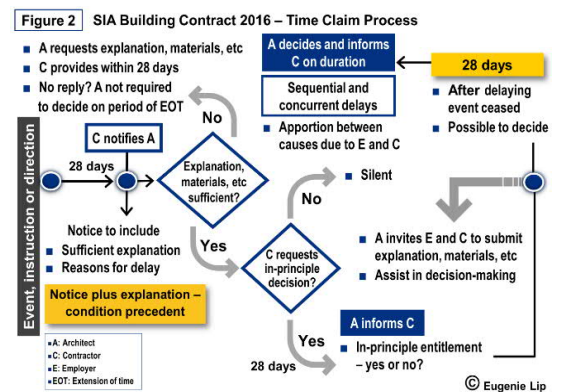 Figure 2 SIA Building Contract 2016 – Time Claim Process
A requests explanation, materials, etc
C provides within 28 days
No reply? A not required
to decide on period of EOT
A decides and informs
C on duration
28 days
Sequential and
concurrent delays
Apportion between
causes due to E and C
After delaying
event ceased
Possible to decide
Event, instruction or direction
C notifies A
28 days
No
Explanation,
materials, etc
sufficient?
Silent
No
Notice to include
Sufficient explanation
Reasons for delay
Yes
C requests
in-principle
decision?
A invites E and C to submit
explanation, materials, etc
Assist in decision-making
Notice plus explanation –
condition precedent
Yes
28 days
A informs C
In-principle entitlement
– yes or no?
A: Architect
C: Contractor
E: Employer
EOT: Extension of time
© Eugenie Lip